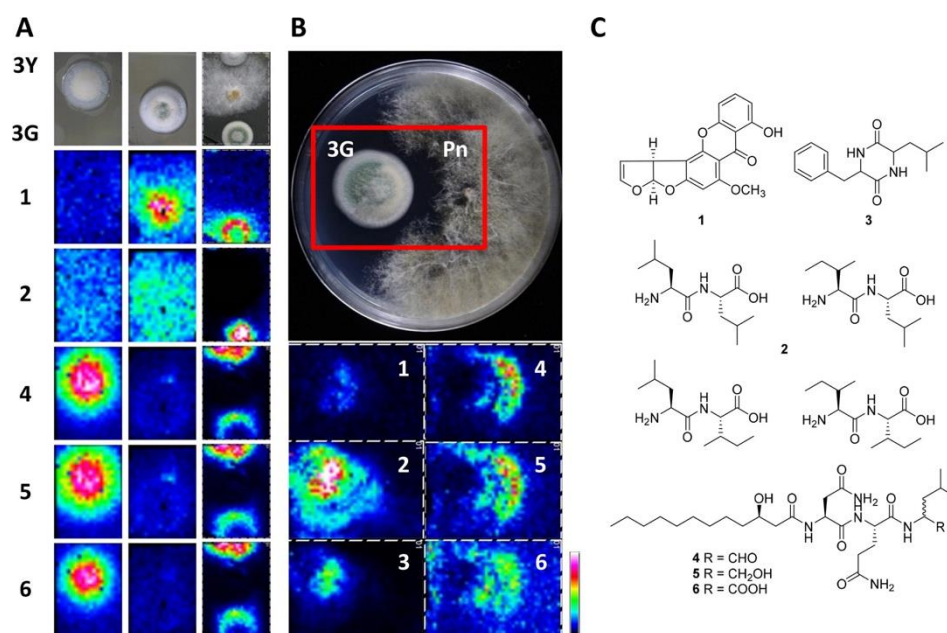 A
B
C
3Y
3G
1
2
4
5
6
3G
Pn
1
4
2
5
3
6
O
OH
O
O
O
OCH₃
H
H
1
O
NH
HN
O
3
H₂N
O
H
N
O
OH
H₂N
O
H
N
O
OH
2
H₂N
O
H
N
O
OH
H₂N
O
H
N
O
OH
OH
O
N
H
O
NH₂
O
H
N
O
N
H
R
O
NH₂
4 R = CHO
5 R = CH₂OH
6 R = COOH